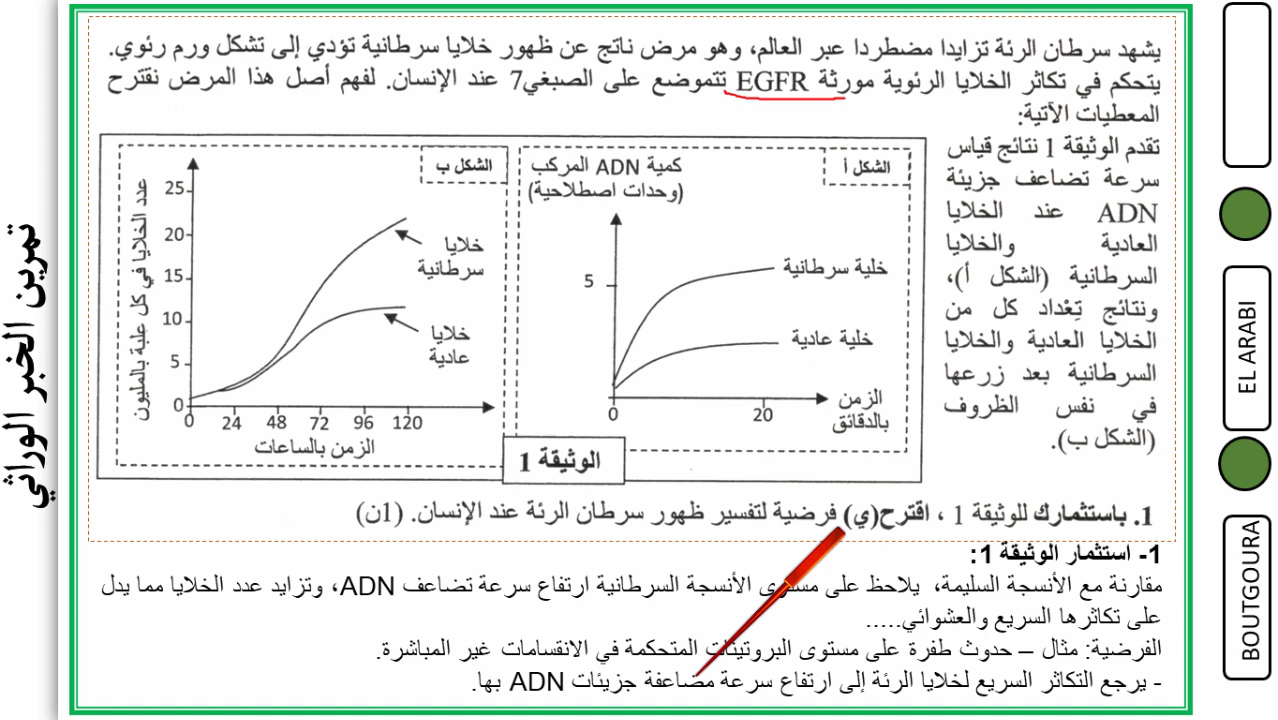 يشهد سرطان الرئة تزايدا مضطردا عبر العالم، وهو مرض ناتج عن ظهور خلايا سرطانية تؤدي إلى تشكل ورم رئوي.
يتحكم في تكاثر الخلايا الرئوية مورثة EGFR تتموضع على الصبغي7 عند الإنسان. لفهم أصل هذا المرض نقترح
المعطيات الآتية:
تقدم الوثيقة 1 نتائج قياس
سرعة تضاعف جزيئة
ADN عند الخلايا
العادية والخلايا
السرطانية (الشكل أ)،
ونتائج تِعْداد كل من
الخلايا العادية والخلايا
السرطانية بعد زرعها
في نفس الظروف
(الشكل ب).
الشكل أ
كمية ADN المركب
(وحدات اصطلاحية)
5
خلية سرطانية
خلية عادية
0
20
الزمن
بالدقائق
الشكل ب
عدد الخلايا في كل علبة بالمليون
25
20
15
10
5
0
خلايا
سرطانية
خلايا
عادية
0 24 48 72 96 120
الزمن بالساعات
الوثيقة 1
1. باستثمارك للوثيقة 1 ، اقترح(ي) فرضية لتفسير ظهور سرطان الرئة عند الإنسان. (1ن)
1- استثمار الوثيقة 1:
مقارنة مع الأنسجة السليمة، يلاحظ على مستوى الأنسجة السرطانية ارتفاع سرعة تضاعف ADN، وتزايد عدد الخلايا مما يدل
على تكاثرها السريع والعشوائي.....
الفرضية: مثال – حدوث طفرة على مستوى البروتينات المتحكمة في الانقسامات غير المباشرة.
- يرجع التكاثر السريع لخلايا الرئة إلى ارتفاع سرعة مضاعفة جزيئات ADN بها.
تمرين الخبر الوراثي
EL ARABI
BOUTGOURA